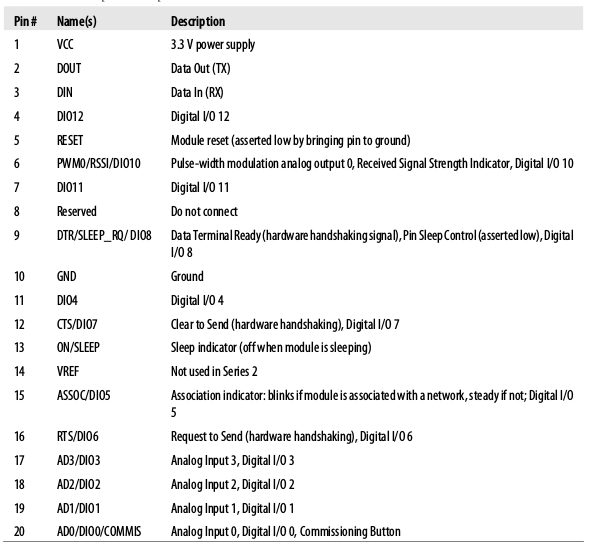 Pin # Name(s) Description
1 VCC 3.3 V power supply
2 DOUT Data Out (TX)
3 DIN Data In (RX)
4 DIO12 Digital I/O 12
5 RESET Module reset (asserted low by bringing pin to ground)
6 PWM0/RSSI/DIO10 Pulse-width modulation analog output 0, Received Signal Strength Indicator, Digital I/O 10
7 DIO11 Digital I/O 11
8 Reserved Do not connect
9 DTR/SLEEP_RQ/ DIO8 Data Terminal Ready (hardware handshaking signal), Pin Sleep Control (asserted low), Digital
I/O 8
10 GND Ground
11 DIO4 Digital I/O 4
12 CTS/DIO7 Clear to Send (hardware handshaking), Digital I/O 7
13 ON/SLEEP Sleep indicator (off when module is sleeping)
14 VREF Not used in Series 2
15 ASSOC/DIO5 Association indicator: blinks if module is associated with a network, steady if not; Digital I/O
5
16 RTS/DIO6 Request to Send (hardware handshaking), Digital I/O 6
17 AD3/DIO3 Analog Input 3, Digital I/O 3
18 AD2/DIO2 Analog Input 2, Digital I/O 2
19 AD1/DIO1 Analog Input 1, Digital I/O 1
20 AD0/DIO0/COMMIS Analog Input 0, Digital I/O 0, Commissioning Button